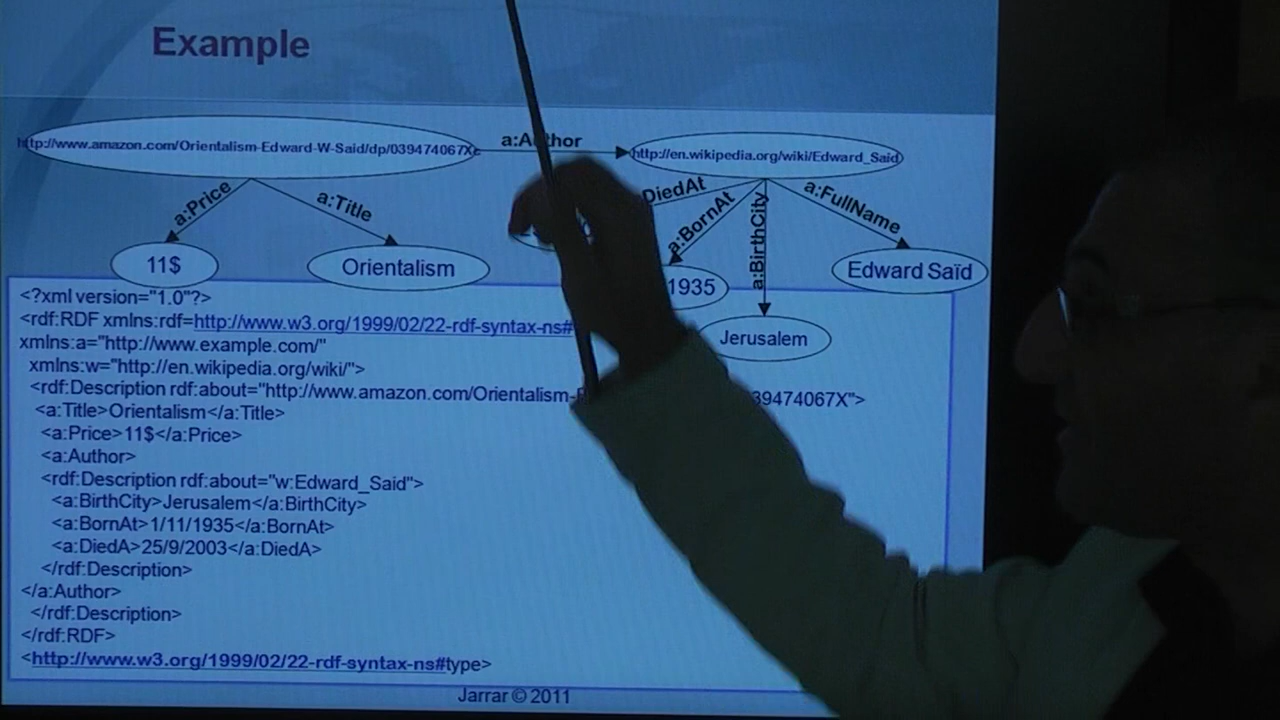 Example
http://www.amazon.com/Orientalism-Edward-W-Said/dp/039474067X
a:Author
http://en.wikipedia.org/wiki/Edward_Said
a:Price
a:Title
DiedAt
a:BornAt
a:BirthCity
a:FullName
11$
Orientalism
1935
Jerusalem
Edward Saïd
<?xml version="1.0"?>
<rdf:RDF xmlns:rdf=http://www.w3.org/1999/02/22-rdf-syntax-ns#
xmlns:a="http://www.example.com/"
xmlns:w="http://en.wikipedia.org/wiki/">
<rdf:Description rdf:about="http://www.amazon.com/Orientalism- 39474067X">
<a:Title>Orientalism</a:Title>
<a:Price>11$</a:Price>
<a:Author>
<rdf:Description rdf:about="w:Edward_Said">
<a:BirthCity>Jerusalem</a:BirthCity>
<a:BornAt>1/11/1935</a:BornAt>
<a:DiedA>25/9/2003</a:DiedA>
</rdf:Description>
</a:Author>
</rdf:Description>
</rdf:RDF>
<http://www.w3.org/1999/02/22-rdf-syntax-ns#type>
Jarrar © 2011